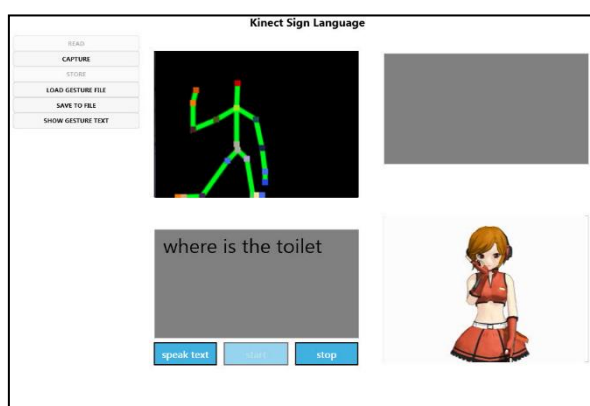 Kinect Sign Language
READ
CAPTURE
STORE
LOAD GESTURE FILE
SAVE TO FILE
SHOW GESTURE TEXT
where is the toilet
speak text
start
stop